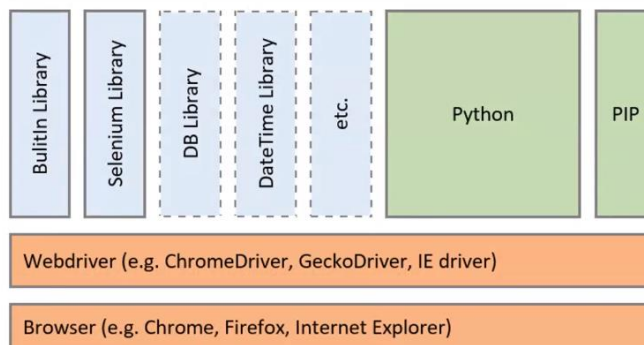 BulitIn Library
Selenium Library
DB Library
DateTime Library
etc.
Python
PIP
Webdriver (e.g. ChromeDriver, GeckoDriver, IE driver)
Browser (e.g. Chrome, Firefox, Internet Explorer)